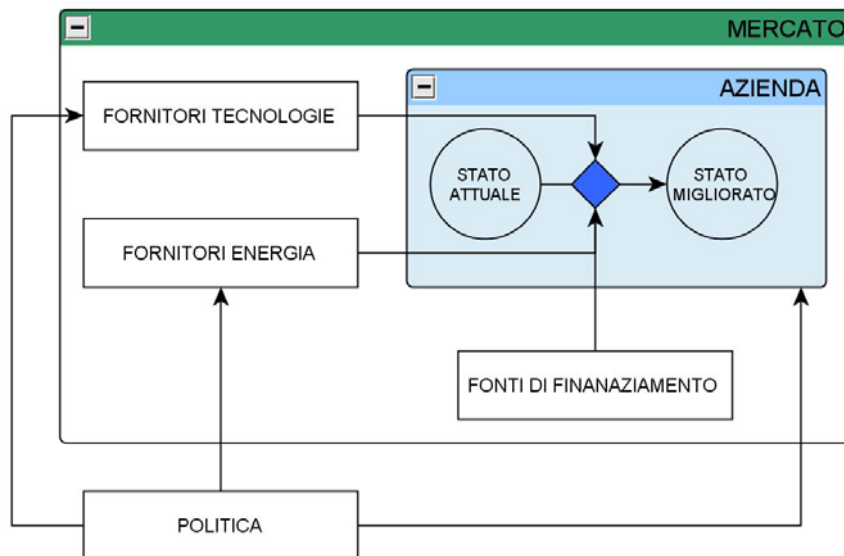 MERCATO
AZIENDA
FORNITORI TECNOLOGIE
STATO
ATTUALE
STATO
MIGLIORATO
FORNITORI ENERGIA
FONTI DI FINANAZIAMENTO
POLITICA